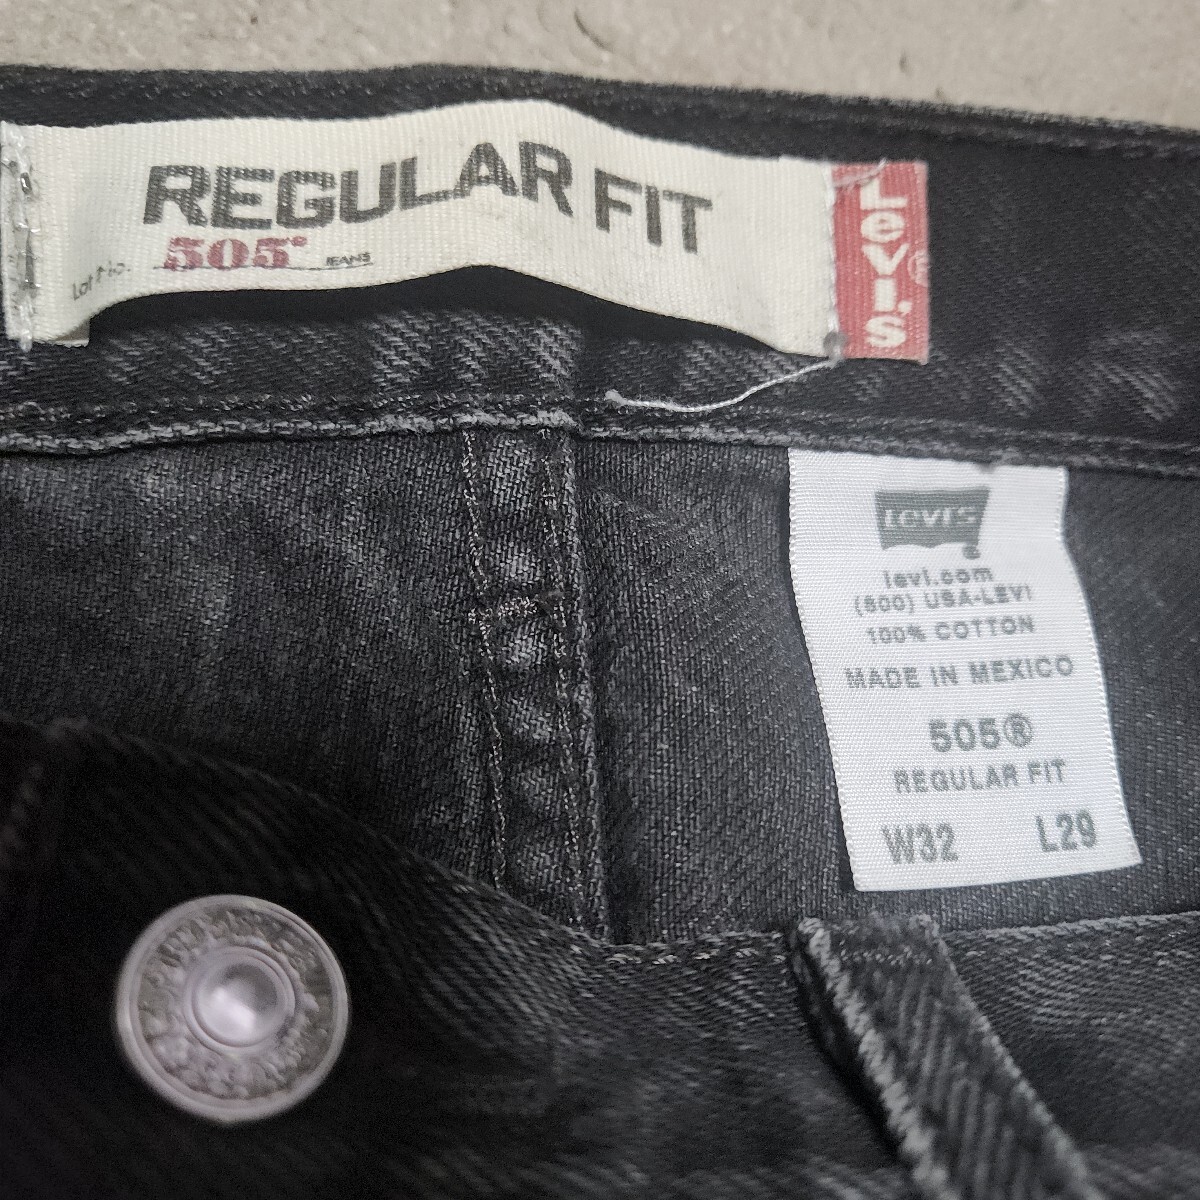 REGULAR FIT
Lot No. 505® JEANS
LEVI'S®
LEVI'S®
levi.com
(800) USA-LEVI
100% COTTON
MADE IN MEXICO
505®
REGULAR FIT
W32 L29